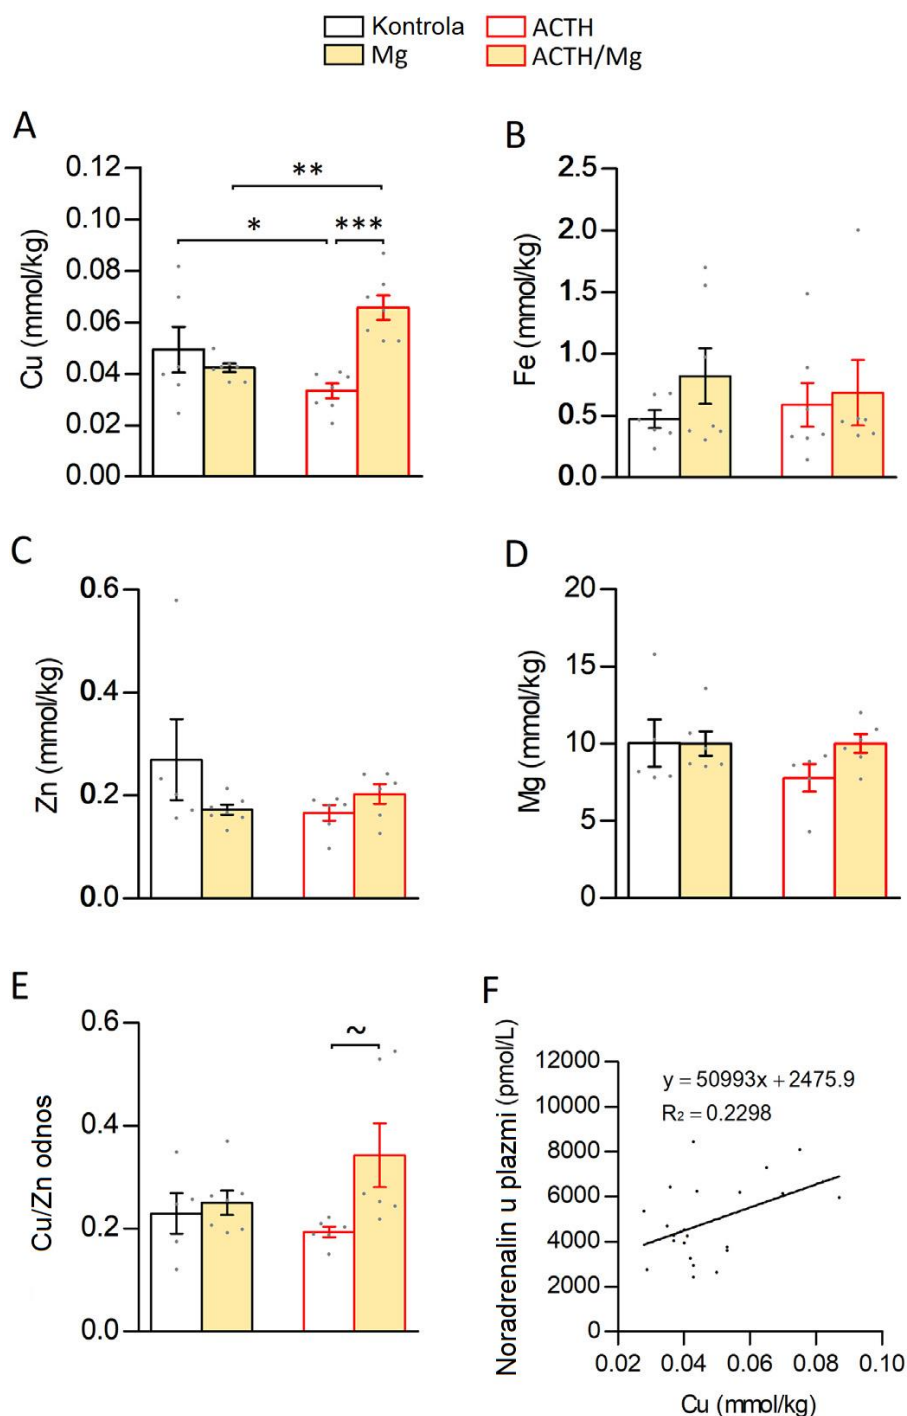 Kontrola ACTH
Mg ACTH/Mg
A
Cu (mmol/kg)
0.12
0.10
0.08
0.06
0.04
0.02
0.00
**
*
***
B
Fe (mmol/kg)
2.5
2.0
1.5
1.0
0.5
0.0
C
Zn (mmol/kg)
0.6
0.4
0.2
0.0
D
Mg (mmol/kg)
20
15
10
5
0
E
Cu/Zn odnos
0.6
0.4
0.2
0.0
~
F
Noradrenalin u plazmi (pmol/L)
12000
10000
8000
6000
4000
2000
0
y = 50993x + 2475.9
R2 = 0.2298
0.02 0.04 0.06 0.08 0.10
Cu (mmol/kg)